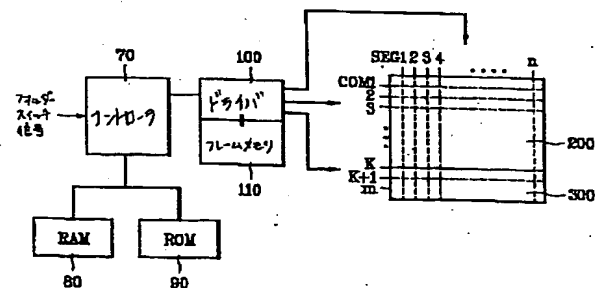 70
100
フォルダー
スイッチ
信号
コントローラ
ドライバ
フレームメモリ
110
RAM
ROM
80
90
SEG1 2 3 4
n
COM1
2
3
K
K+1
m
200
300